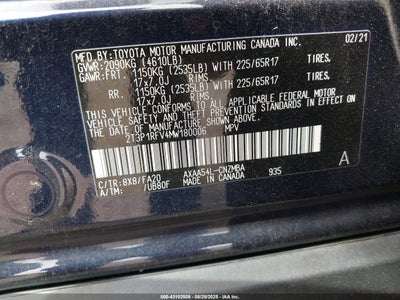 MFD. BY:TOYOTA MOTOR MANUFACTURING CANADA INC. 02/21
GVWR:2090KG (4610LB)
GAWR:FRT. 1150KG (2535LB) WITH 225/65R17 TIRES.
17x7.0J RIMS
RR. 1150KG (2535LB) WITH 225/65R17 TIRES.
17x7.0J RIMS
THIS VEHICLE CONFORMS TO ALL APPLICABLE FEDERAL MOTOR
VEHICLE SAFETY AND THEFT PREVENTION STANDARDS IN EFFECT
ON THE DATE OF MANUFACTURE SHOWN ABOVE.
2T3P1RFV4MW180006 MPV
C/TR:8X8/FA20 AXAA54L-CNZMBA A
A/TM: /UB80F MADE IN CANADA 935